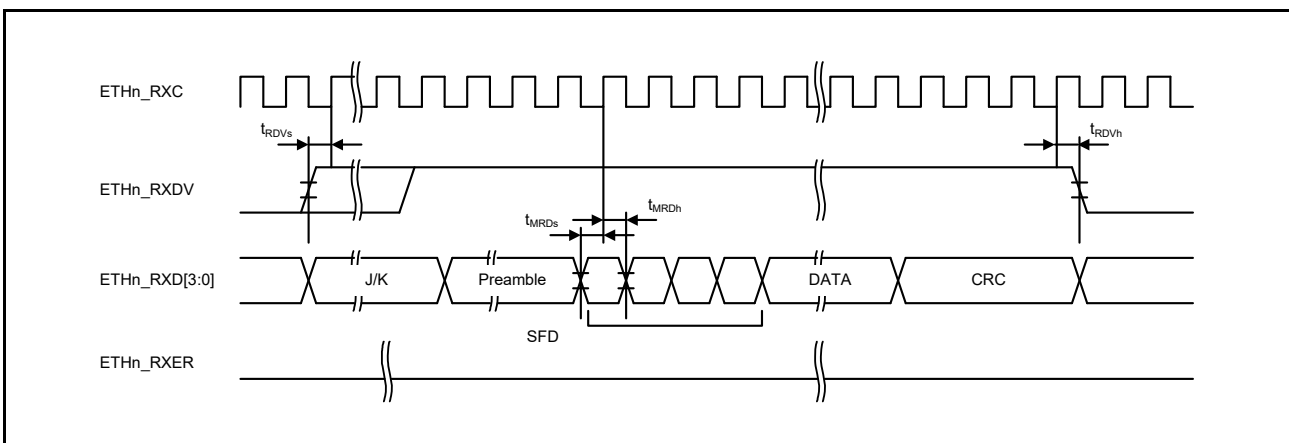 ETHn_RXC
tRDVs
tRDVh
ETHn_RXDV
tMRDs
tMRDh
ETHn_RXD[3:0]
J/K
Preamble
DATA
CRC
SFD
ETHn_RXER